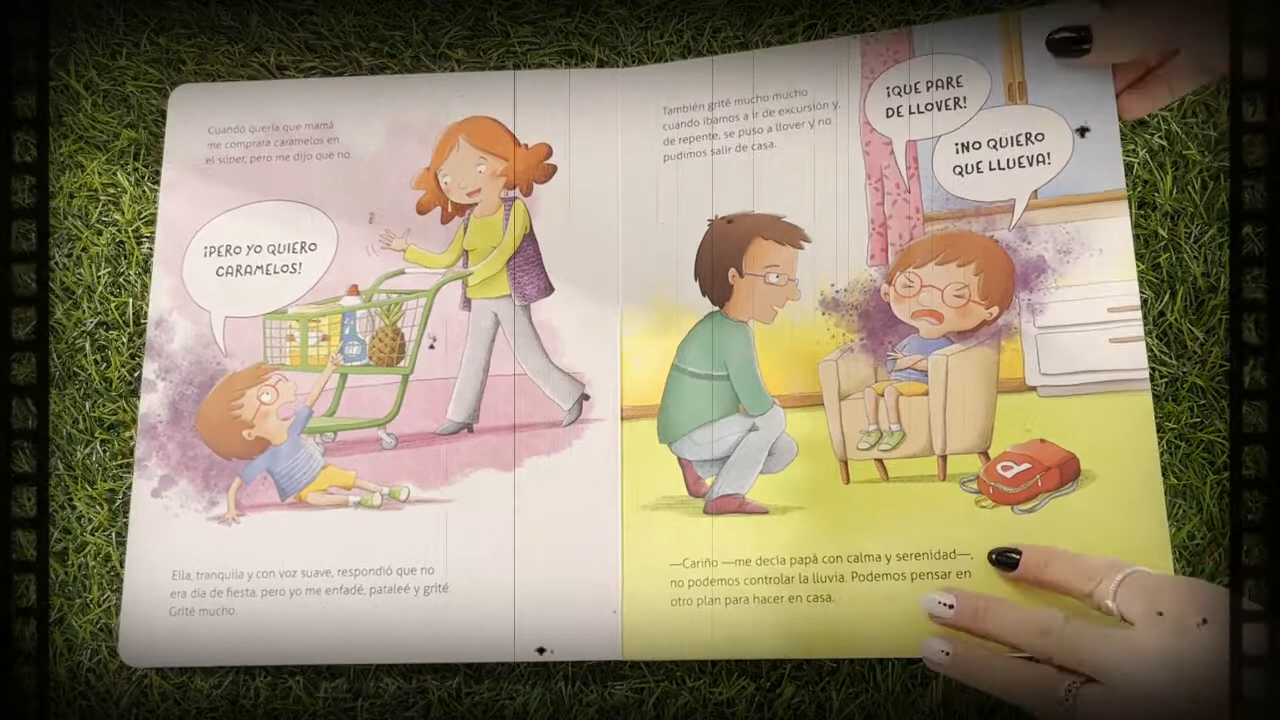 Cuando quería que mamá
me comprara caramelos en
el súper, pero me dijo que no.
¡PERO YO QUIERO
CARAMELOS!
Ella, tranquila y con voz suave, respondió que no
era día de fiesta, pero yo me enfadé, pataleé y grité.
Grité mucho.
También grité mucho mucho
cuando íbamos a ir de excursión y,
de repente, se puso a llover y no
pudimos salir de casa.
¡QUE PARE
DE LLOVER!
¡NO QUIERO
QUE LLUEVA!
P
—Cariño —me decía papá con calma y serenidad—,
no podemos controlar la lluvia. Podemos pensar en
otro plan para hacer en casa.